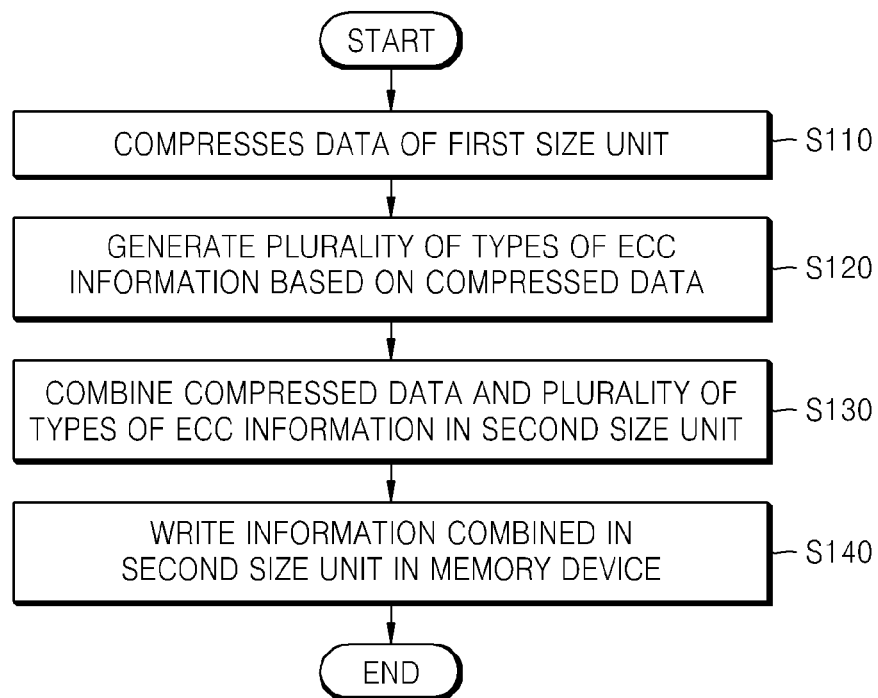 START
COMPRESSES DATA OF FIRST SIZE UNIT
S110
GENERATE PLURALITY OF TYPES OF ECC
INFORMATION BASED ON COMPRESSED DATA
S120
COMBINE COMPRESSED DATA AND PLURALITY OF
TYPES OF ECC INFORMATION IN SECOND SIZE UNIT
S130
WRITE INFORMATION COMBINED IN
SECOND SIZE UNIT IN MEMORY DEVICE
S140
END